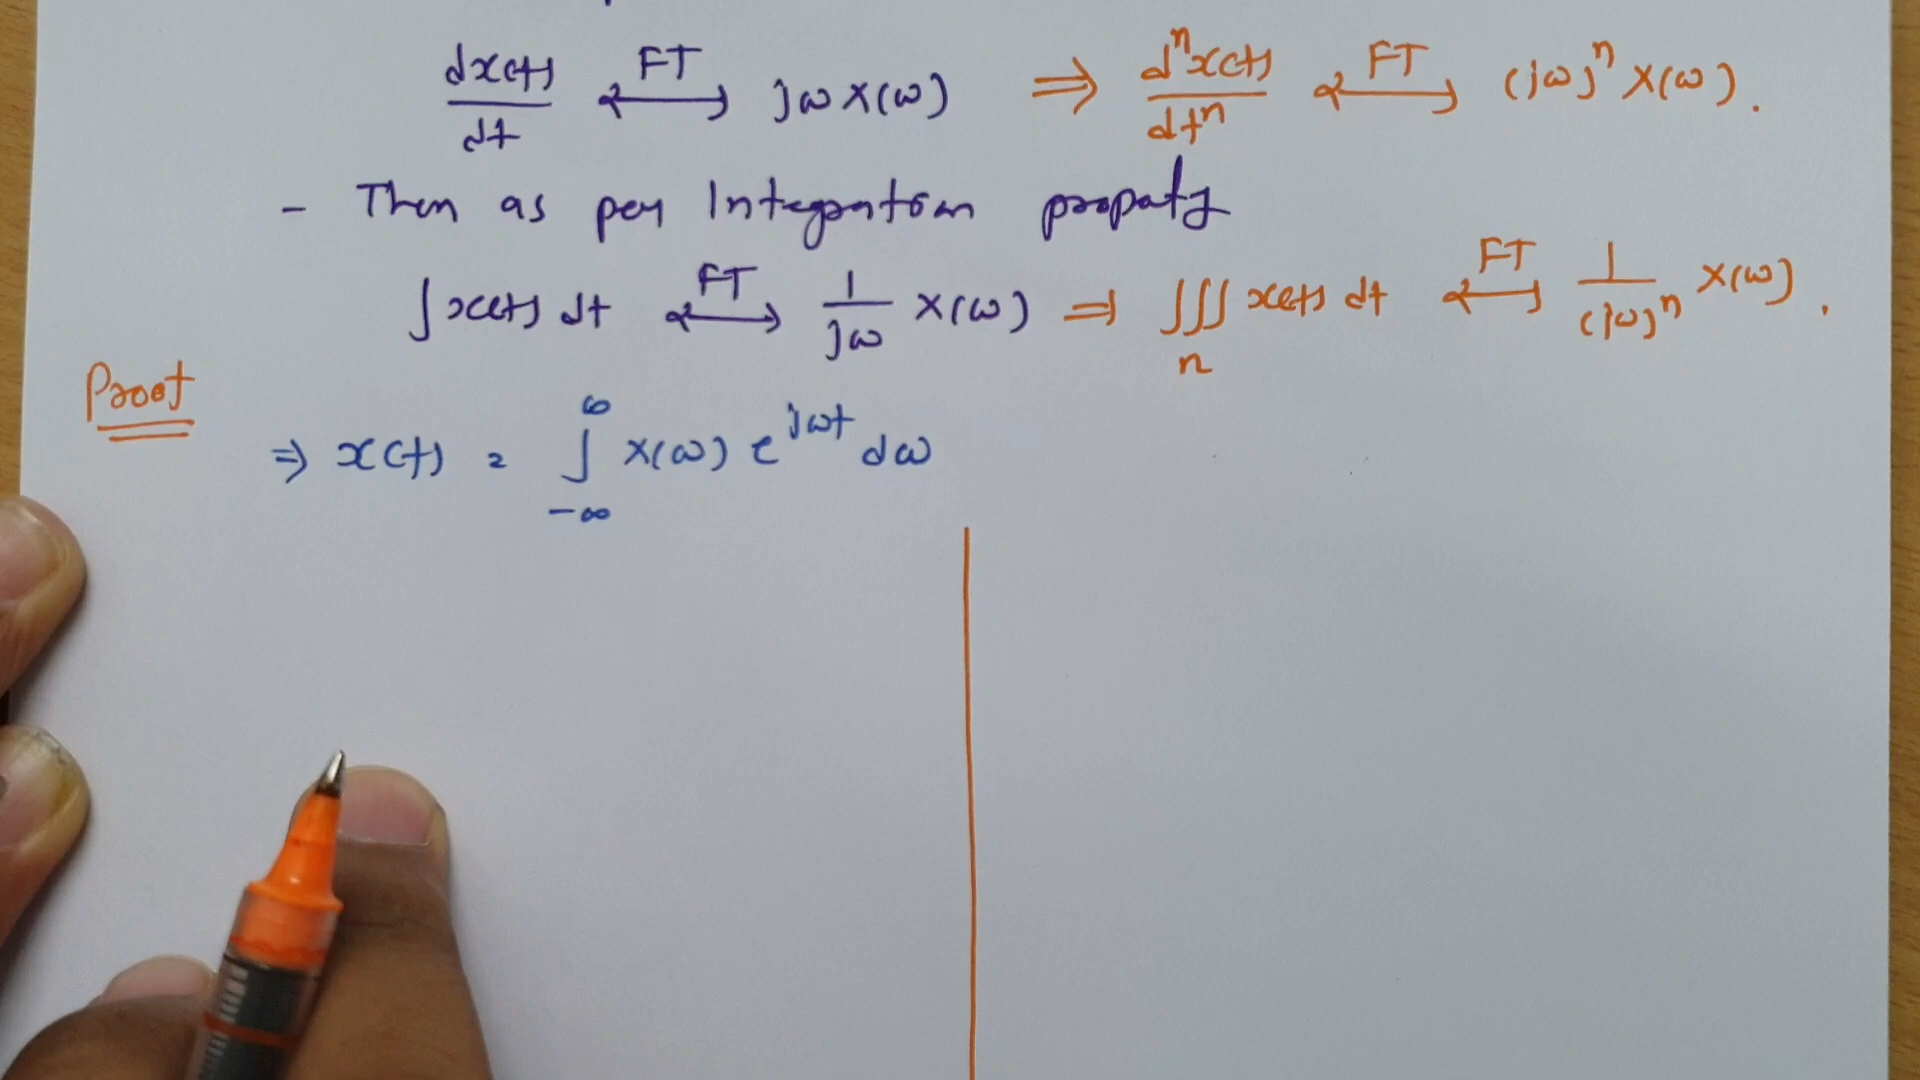 dx(t)/dt ⟷ FT jω X(ω) ⇒ dⁿx(t)/dtⁿ ⟷ FT (jω)ⁿ X(ω).
- Then as per Integration property
∫x(t) dt ⟷ FT 1/jω X(ω) ⇒ ∫∫∫ n x(t) dt ⟷ FT 1/(jω)ⁿ X(ω).
Proof
⇒ x(t) = ∫_{-∞}^{∞} X(ω) e^{jωt} dω